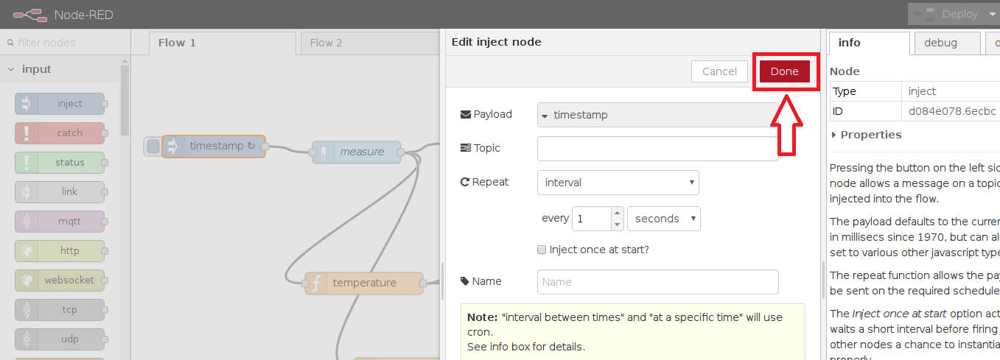 Node-RED
Deploy
filter nodes
input
inject
catch
status
link
mqtt
http
websocket
tcp
udp
Flow 1
Flow 2
timestamp ↻
measure
temperature
Edit inject node
Cancel
Done
Payload
timestamp
Topic
Repeat
interval
every 1 seconds
Inject once at start?
Name
Name
Note: "interval between times" and "at a specific time" will use
cron.
See info box for details.
info
debug
Node
Type inject
ID d084e078.6ecbc
Properties
Pressing the button on the left sid
node allows a message on a topic
injected into the flow.
The payload defaults to the curren
in millisecs since 1970, but can al
set to various other javascript type
The repeat function allows the pay
be sent on the required schedule
The Inject once at start option act
waits a short interval before firing
other nodes a chance to instantia
properly.